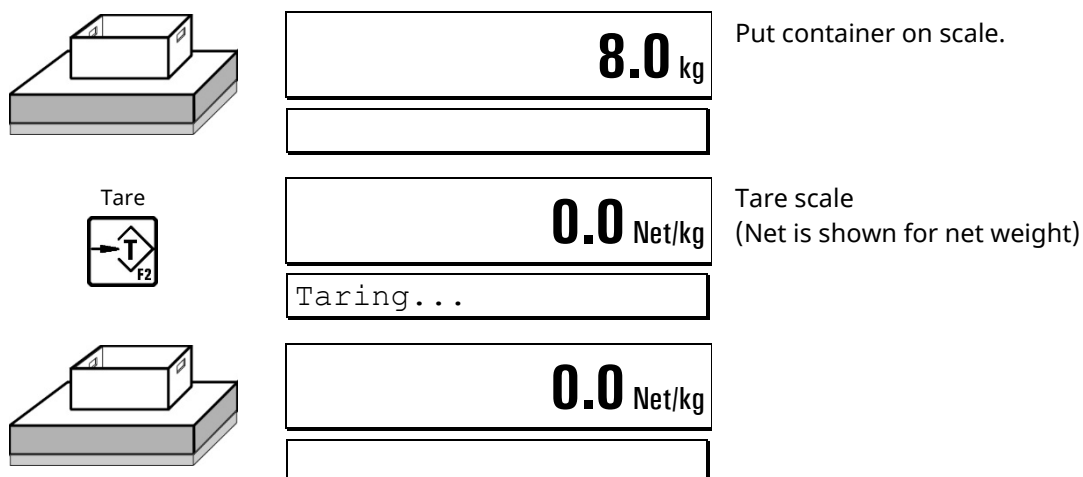 8.0 kg
Put container on scale.
Tare
T
F2
0.0 Net/kg
Tare scale
(Net is shown for net weight)
Taring...
0.0 Net/kg